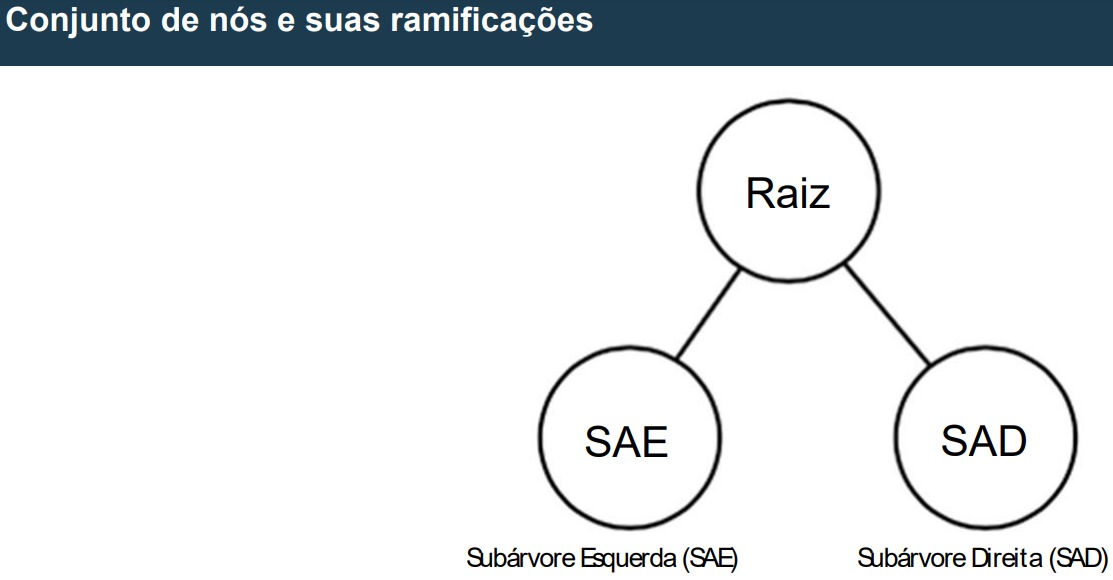 Conjunto de nós e suas ramificações
Raiz
SAE
SAD
Subárvore Esquerda (SAE)
Subárvore Direita (SAD)